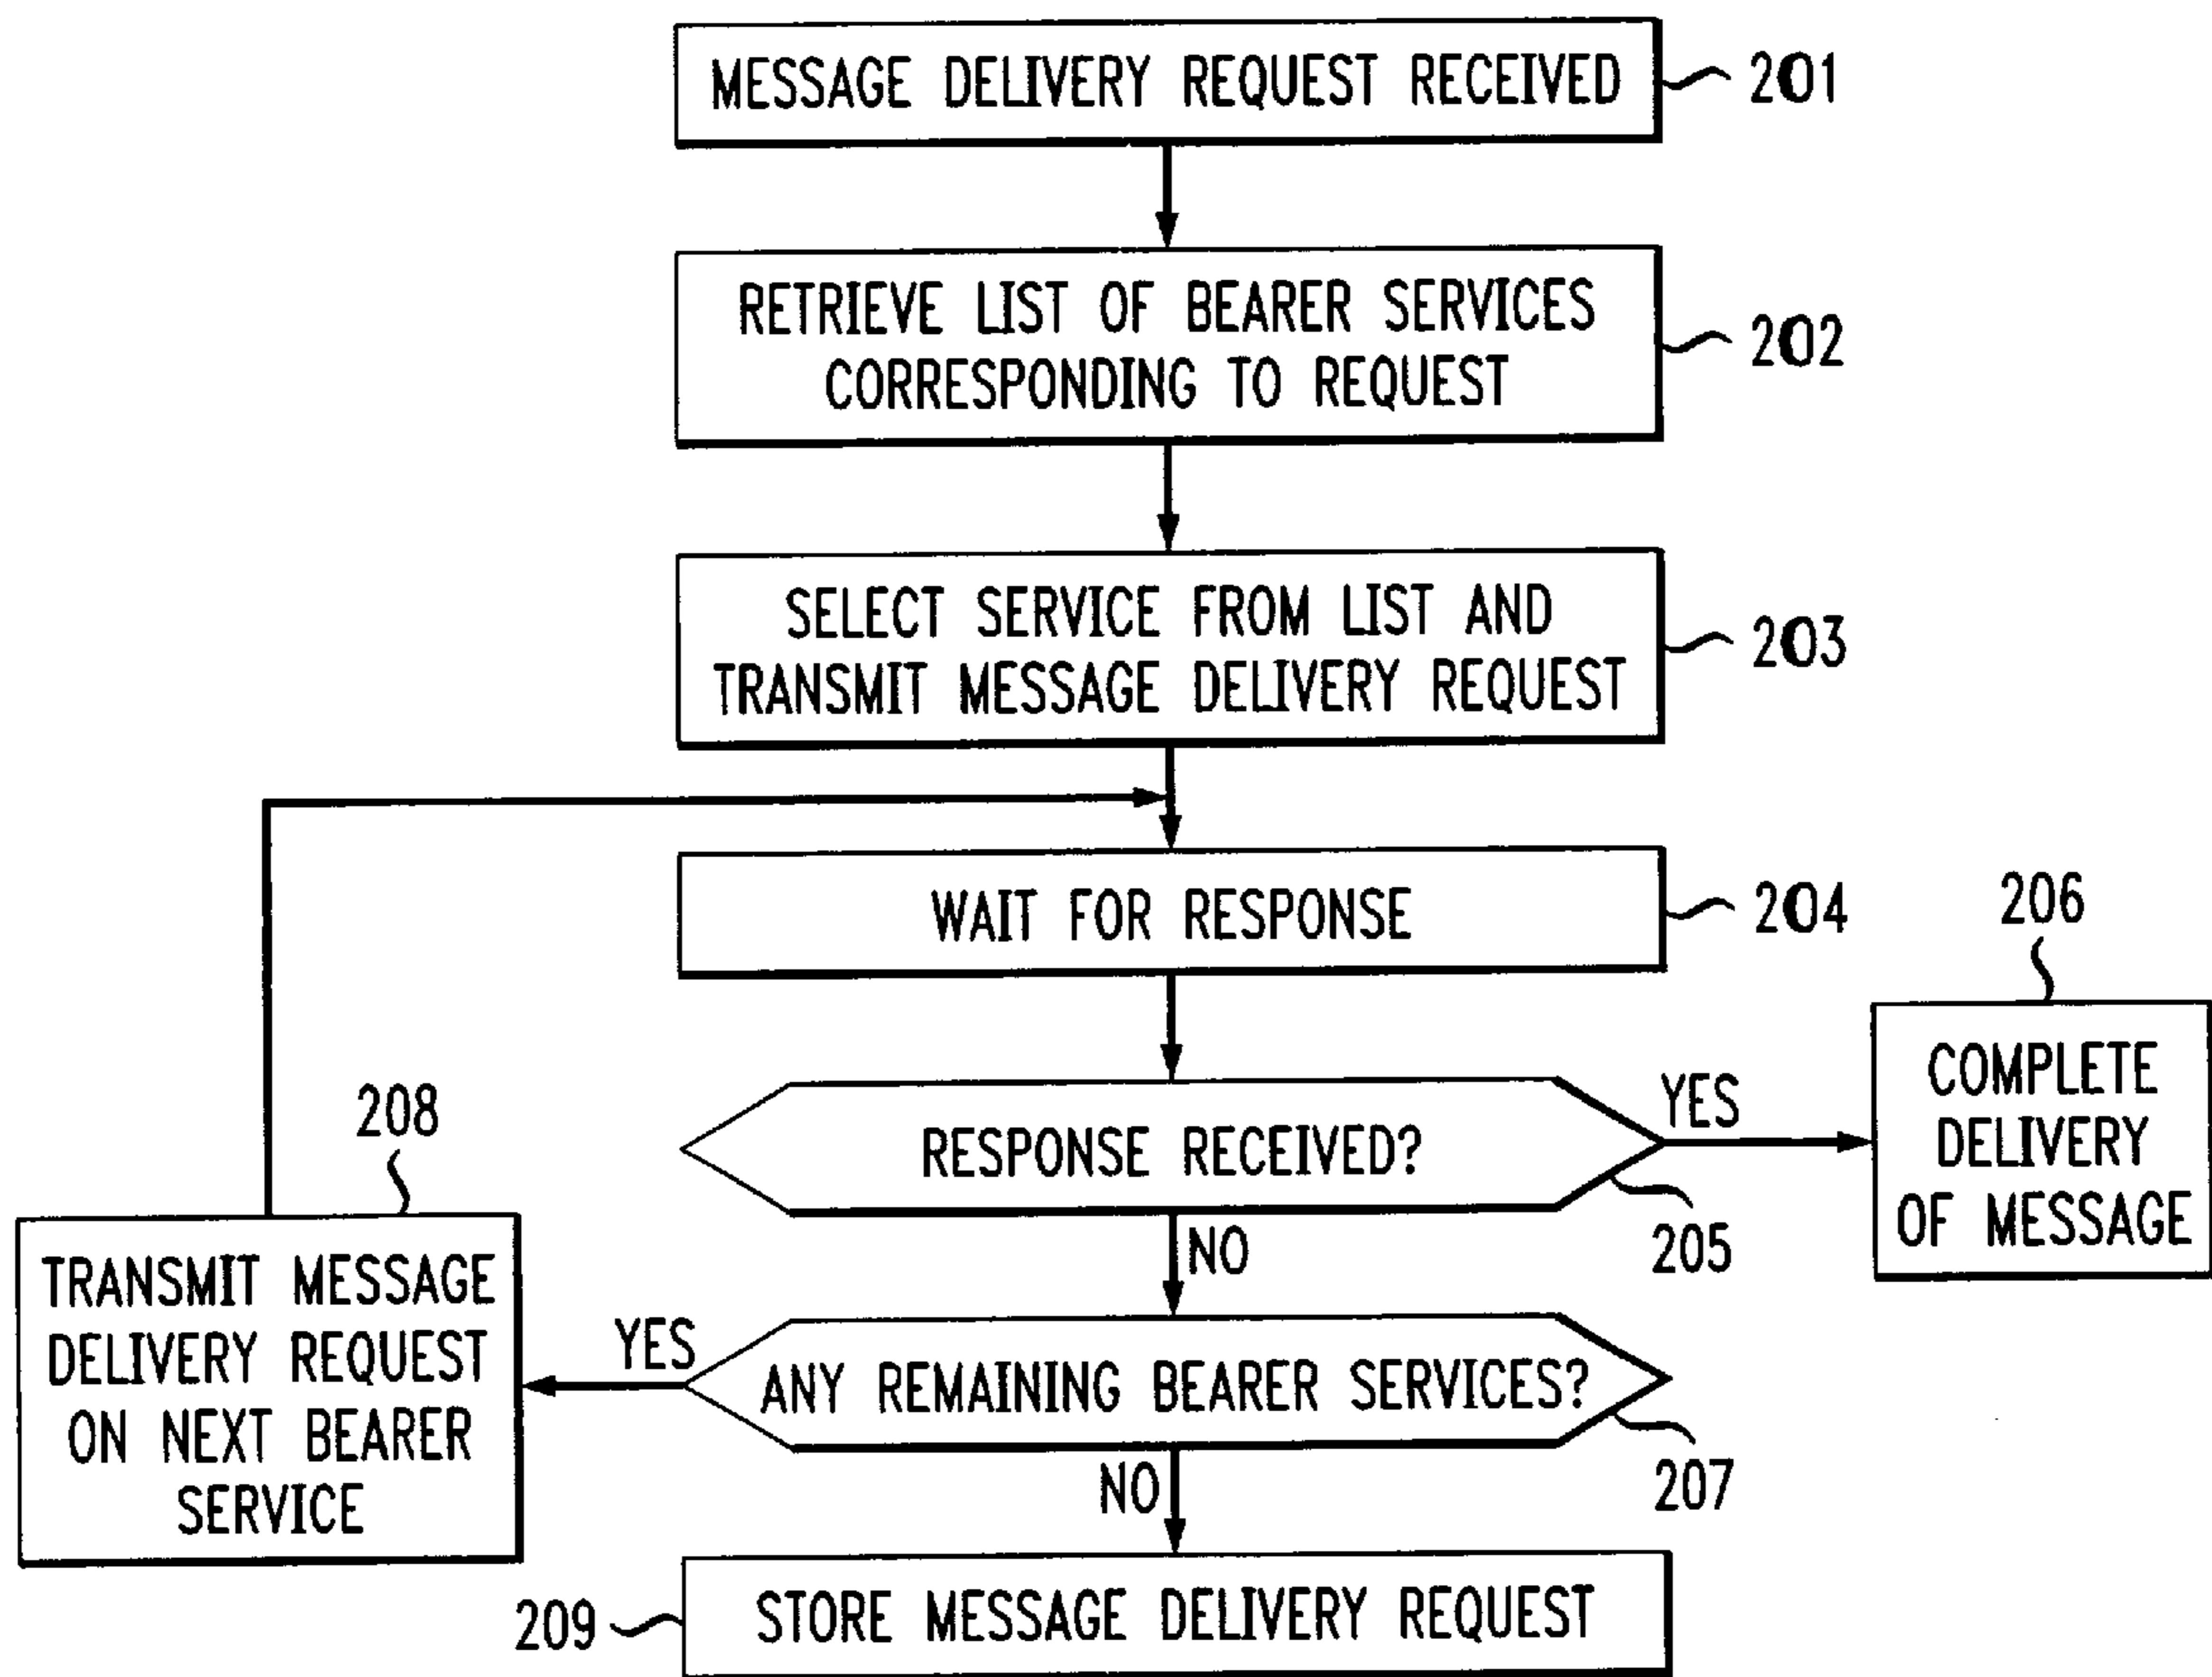 MESSAGE DELIVERY REQUEST RECEIVED
201
RETRIEVE LIST OF BEARER SERVICES
CORRESPONDING TO REQUEST
202
SELECT SERVICE FROM LIST AND
TRANSMIT MESSAGE DELIVERY REQUEST
203
WAIT FOR RESPONSE
204
206
COMPLETE
DELIVERY
OF MESSAGE
YES
RESPONSE RECEIVED?
205
NO
208
TRANSMIT MESSAGE
DELIVERY REQUEST
ON NEXT BEARER
SERVICE
YES
ANY REMAINING BEARER SERVICES?
207
NO
209
STORE MESSAGE DELIVERY REQUEST